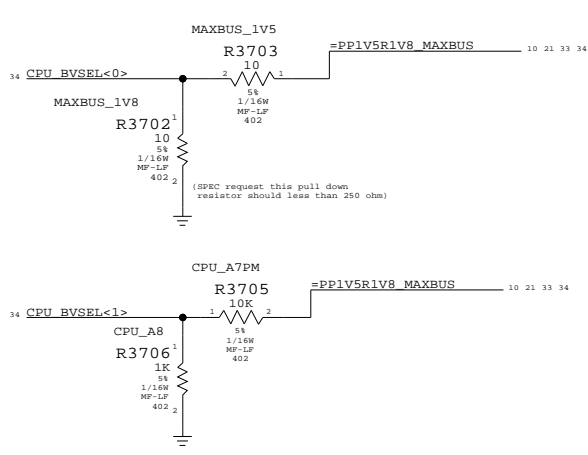 MAXBUS_1V5
R3703
=PP1V5R1V8_MAXBUS 10 21 33 34
10
34 CPU_BVSEL<0>
2 1
5%
1/16W
MF-LF
402
MAXBUS_1V8
1
R3702
10
5%
1/16W
MF-LF
402
2
(SPEC request this pull down
resistor should less than 250 ohm)
CPU_A7PM
R3705
=PP1V5R1V8_MAXBUS 10 21 33 34
10K
34 CPU_BVSEL<1>
1 2
5%
1/16W
MF-LF
402
CPU_A8
1
R3706
1K
5%
1/16W
MF-LF
402
2